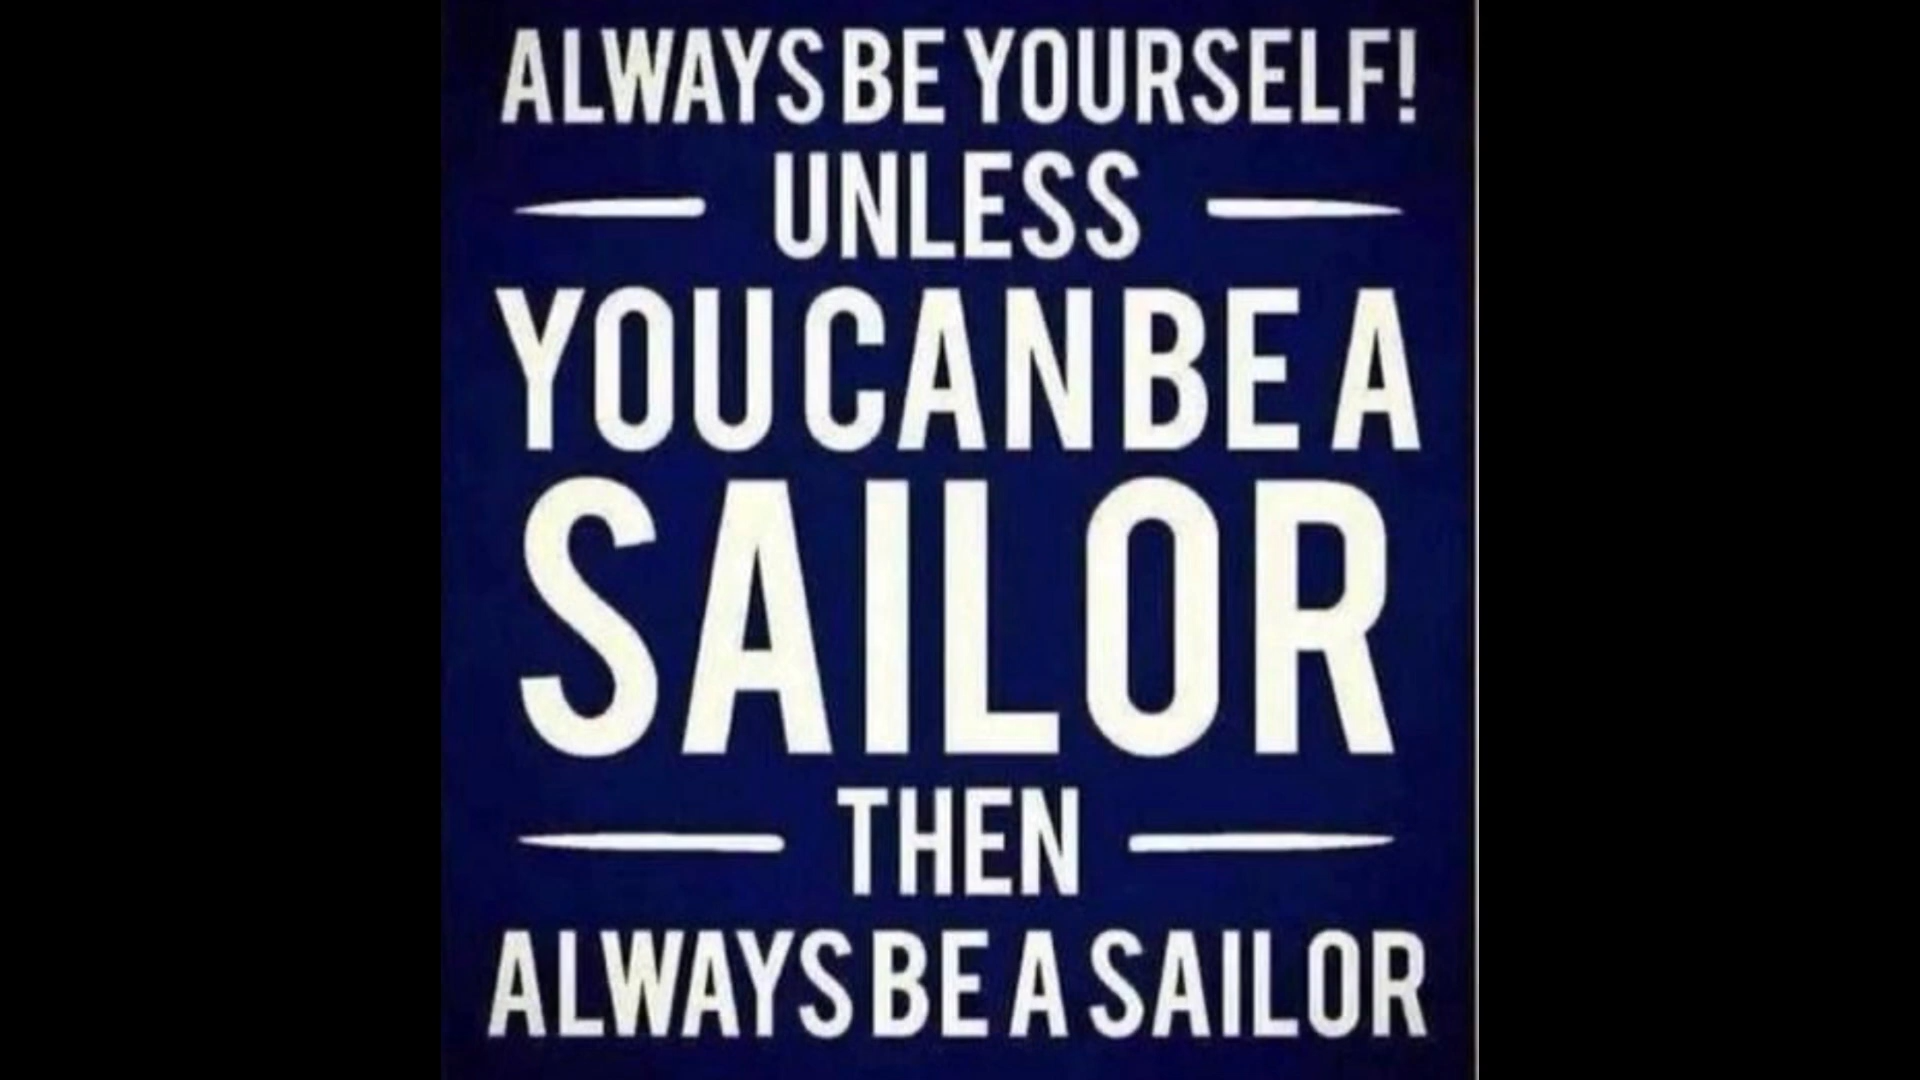 ALWAYS BE YOURSELF!
UNLESS
YOU CAN BE A
SAILOR
THEN
ALWAYS BE A SAILOR